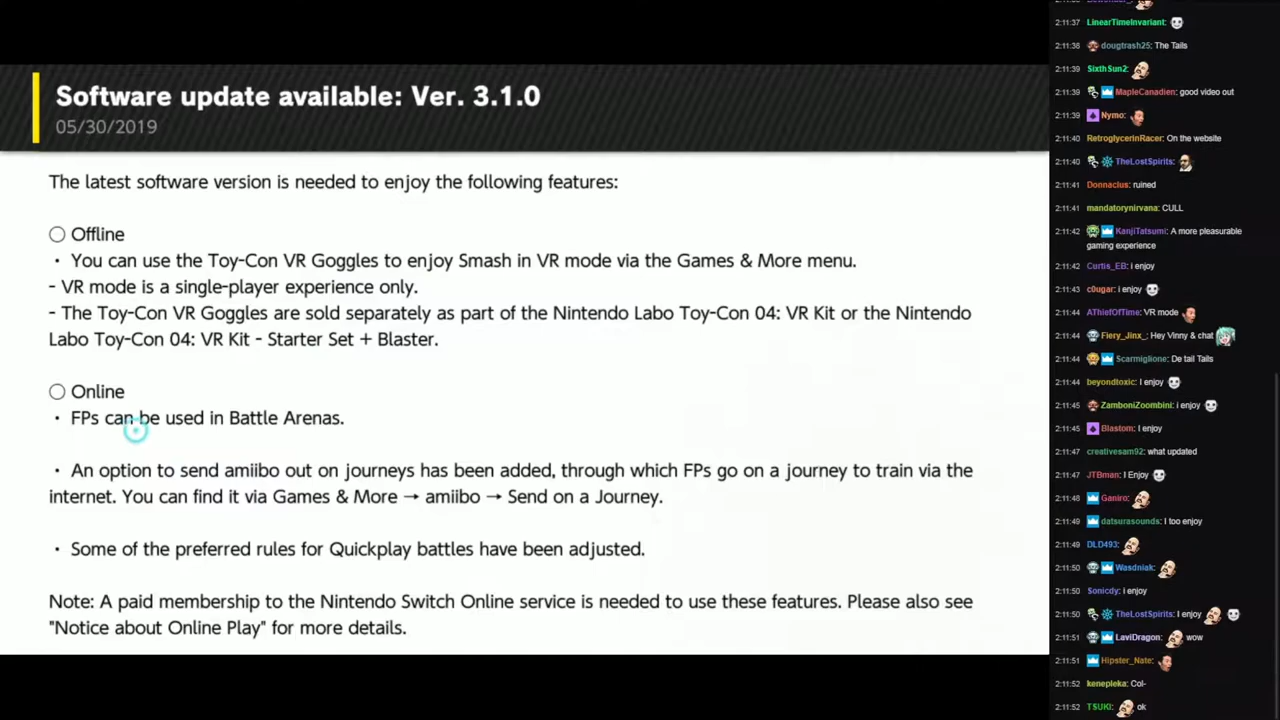 Software update available: Ver. 3.1.0
05/30/2019
The latest software version is needed to enjoy the following features:
○ Offline
・ You can use the Toy-Con VR Goggles to enjoy Smash in VR mode via the Games & More menu.
- VR mode is a single-player experience only.
- The Toy-Con VR Goggles are sold separately as part of the Nintendo Labo Toy-Con 04: VR Kit or the Nintendo
Labo Toy-Con 04: VR Kit - Starter Set + Blaster.
○ Online
・ FPs can be used in Battle Arenas.
・ An option to send amiibo out on journeys has been added, through which FPs go on a journey to train via the
internet. You can find it via Games & More → amiibo → Send on a Journey.
・ Some of the preferred rules for Quickplay battles have been adjusted.
Note: A paid membership to the Nintendo Switch Online service is needed to use these features. Please also see
"Notice about Online Play" for more details.
2:11:37 LinearTimeInvariant:
2:11:38 dougtrash25: The Tails
2:11:39 SixthSun2:
2:11:39 MapleCanadien: good video out
2:11:39 Nymo:
2:11:40 RetroglycerinRacer: On the website
2:11:40 TheLostSpirits:
2:11:41 Donnaclus: ruined
2:11:41 mandatorynirvana: CULL
2:11:42 KanjiTatsumi: A more pleasurable
gaming experience
2:11:42 Curtis_EB: i enjoy
2:11:43 c0ugar: i enjoy
2:11:44 AThiefOfTime: VR mode
2:11:44 Fiery_Jinx_: Hey Vinny & chat
2:11:44 Scarmiglione: De tail Tails
2:11:44 beyondtoxic: I enjoy
2:11:45 ZamboniZoombini: i enjoy
2:11:45 Blastom: I enjoy
2:11:47 creativesam92: what updated
2:11:47 JTBman: I Enjoy
2:11:48 Ganiro:
2:11:49 datsurasounds: I too enjoy
2:11:49 DLD493:
2:11:50 Wasdniak:
2:11:50 Sonicdy: i enjoy
2:11:50 TheLostSpirits: I enjoy
2:11:51 LaviDragon: wow
2:11:51 Hipster_Nate:
2:11:52 kenepleka: Col-
2:11:52 TSUKI: ok